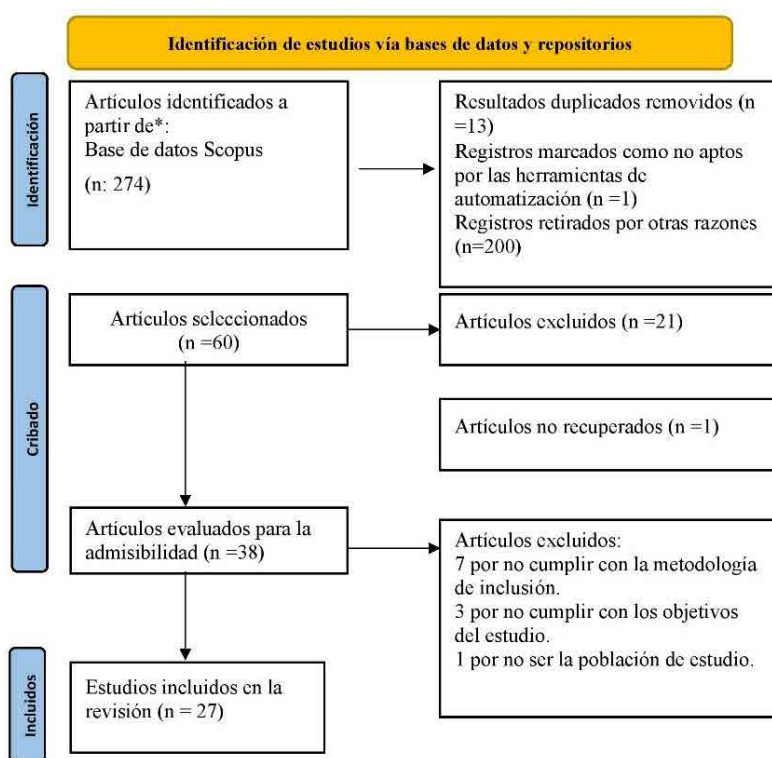 Identificación de estudios vía bases de datos y repositorios
Identificación
Artículos identificados a
partir de*:
Base de datos Scopus
(n: 274)
Resultados duplicados removidos (n
=13)
Registros marcados como no aptos
por las herramientas de
automatización (n =1)
Registros retirados por otras razones
(n=200)
Cribado
Artículos seleccionados
(n =60)
Artículos excluidos (n =21)
Artículos no recuperados (n =1)
Artículos evaluados para la
admisibilidad (n =38)
Artículos excluidos:
7 por no cumplir con la metodología
de inclusión.
3 por no cumplir con los objetivos
del estudio.
1 por no ser la población de estudio.
Incluidos
Estudios incluidos en la
revisión (n = 27)